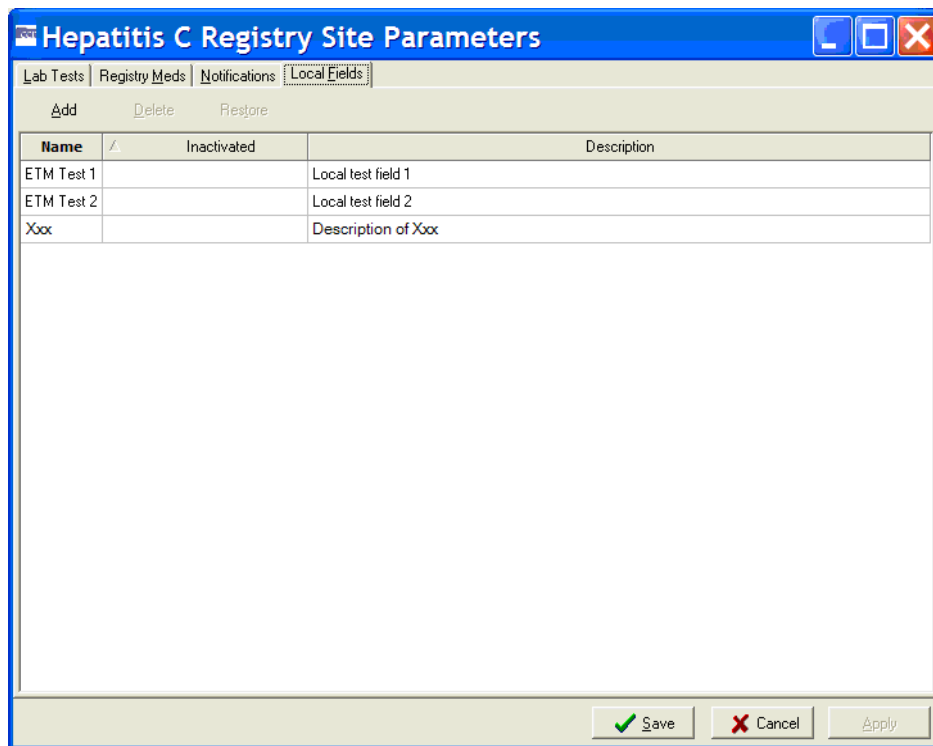 Hepatitis C Registry Site Parameters
Lab Tests Registry Meds Notifications Local Fields
Add Delete Restore
Name Inactivated Description
ETM Test 1 Local test field 1
ETM Test 2 Local test field 2
Xxx Description of Xxx
Save Cancel Apply